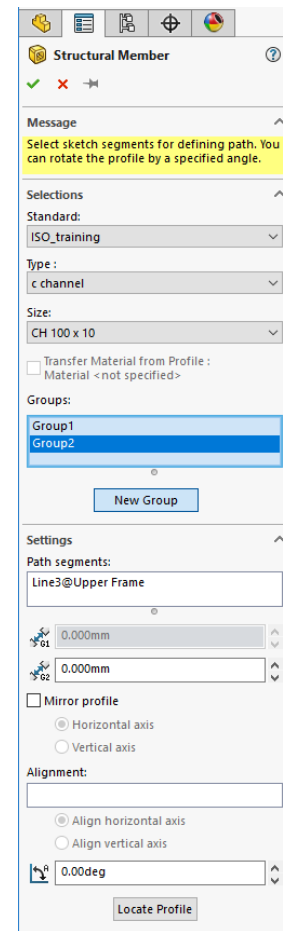 Structural Member
?
Message
Select sketch segments for defining path. You
can rotate the profile by a specified angle.
Selections
Standard:
ISO_training
Type :
c channel
Size:
CH 100 x 10
Transfer Material from Profile :
Material <not specified>
Groups:
Group1
Group2
New Group
Settings
Path segments:
Line3@Upper Frame
G1 0.000mm
G2 0.000mm
Mirror profile
Horizontal axis
Vertical axis
Alignment:
Align horizontal axis
Align vertical axis
0.00deg
Locate Profile